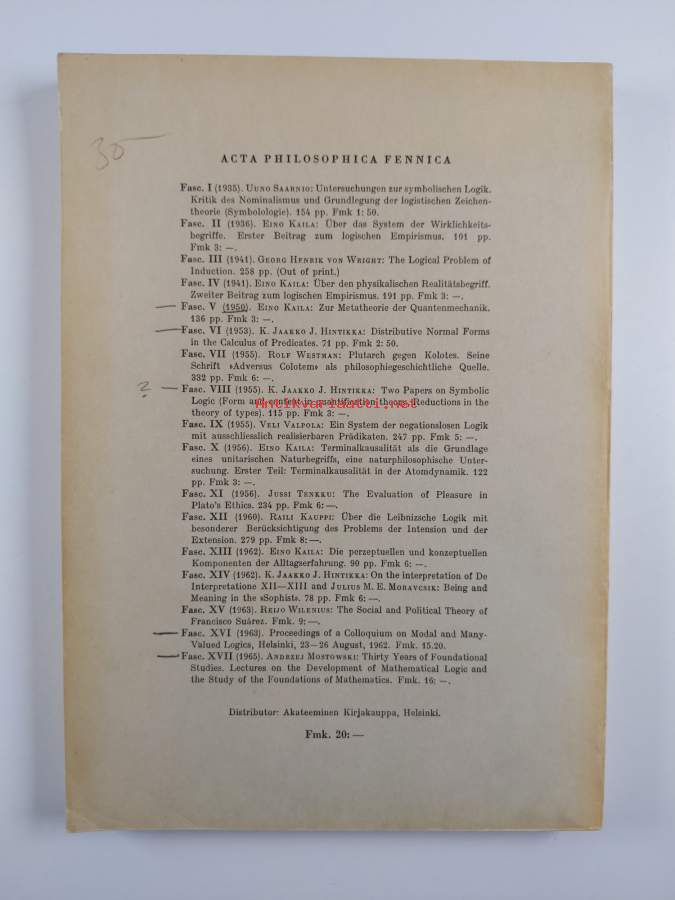 30
ACTA PHILOSOPHICA FENNICA
Fasc. I (1935). UUNO SAARNIO: Untersuchungen zur symbolischen Logik.
Kritik des Nominalismus und Grundlegung der logistischen Zeichen-
theorie (Symbolologie). 154 pp. Fmk 1: 50.
Fasc. II (1936). EINO KAILA: Über das System der Wirklichkeits-
begriffe. Erster Beitrag zum logischen Empirismus. 101 pp.
Fmk 3: —.
Fasc. III (1941). GEORG HENRIK VON WRIGHT: The Logical Problem of
Induction. 258 pp. (Out of print.)
Fasc. IV (1941). EINO KAILA: Über den physikalischen Realitätsbegriff.
Zweiter Beitrag zum logischen Empirismus. 191 pp. Fmk 3: —.
Fasc. V (1950). EINO KAILA: Zur Metatheorie der Quantenmechanik.
136 pp. Fmk 3: —.
Fasc. VI (1953). K. JAAKKO J. HINTIKKA: Distributive Normal Forms
in the Calculus of Predicates. 71 pp. Fmk 2: 50.
Fasc. VII (1955). ROLF WESTMAN: Plutarch gegen Kolotes. Seine
Schrift »Adversus Colotem» als philosophiegeschichtliche Quelle.
332 pp. Fmk 6: —.
? Fasc. VIII (1955). K. JAAKKO J. HINTIKKA: Two Papers on Symbolic
Logic (Form and content in quantification theory, Reductions in the
Antikvariaatti.net
theory of types). 115 pp. Fmk 3: —.
Fasc. IX (1955). VELI VALPOLA: Ein System der negationslosen Logik
mit ausschliesslich realisierbaren Prädikaten. 247 pp. Fmk 5: —.
Fasc. X (1956). EINO KAILA: Terminalkausalität als die Grundlage
eines unitarischen Naturbegriffs, eine naturphilosophische Unter-
suchung. Erster Teil: Terminalkausalität in der Atomdynamik. 122
pp. Fmk 3: —.
Fasc. XI (1956). JUSSI TENKKU: The Evaluation of Pleasure in
Plato's Ethics. 234 pp. Fmk 6: —.
Fasc. XII (1960). RAILI KAUPPI: Über die Leibnizsche Logik mit
besonderer Berücksichtigung des Problems der Intension und der
Extension. 279 pp. Fmk 8: —.
Fasc. XIII (1962). EINO KAILA: Die perzeptuellen und konzeptuellen
Komponenten der Alltagserfahrung. 90 pp. Fmk 6: —.
Fasc. XIV (1962). K. JAAKKO J. HINTIKKA: On the interpretation of De
Interpretatione XII—XIII and JULIUS M. E. MORAVCSIK: Being and
Meaning in the »Sophist». 78 pp. Fmk 6: —.
Fasc. XV (1963). REIJO WILENIUS: The Social and Political Theory of
Francisco Suárez. Fmk. 9: —.
Fasc. XVI (1963). Proceedings of a Colloquium on Modal and Many-
Valued Logics, Helsinki, 23—26 August, 1962. Fmk. 15.20.
Fasc. XVII (1965). ANDRZEJ MOSTOWSKI: Thirty Years of Foundational
Studies. Lectures on the Development of Mathematical Logic and
the Study of the Foundations of Mathematics. Fmk. 16: —.
Distributor: Akateeminen Kirjakauppa, Helsinki.
Fmk. 20: —